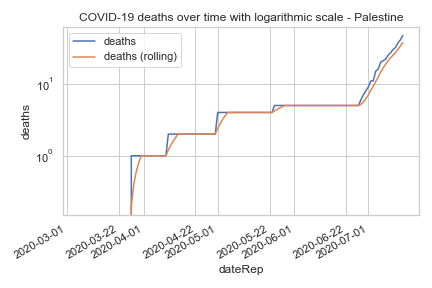 COVID-19 deaths over time with logarithmic scale - Palestine
deaths
deaths (rolling)
10¹
10⁰
deaths
2020-03-01
2020-03-22
2020-04-01
2020-04-22
2020-05-01
2020-05-22
2020-06-01
2020-06-22
2020-07-01
dateRep